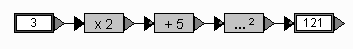 3 x 2 + 5 ... ² 121